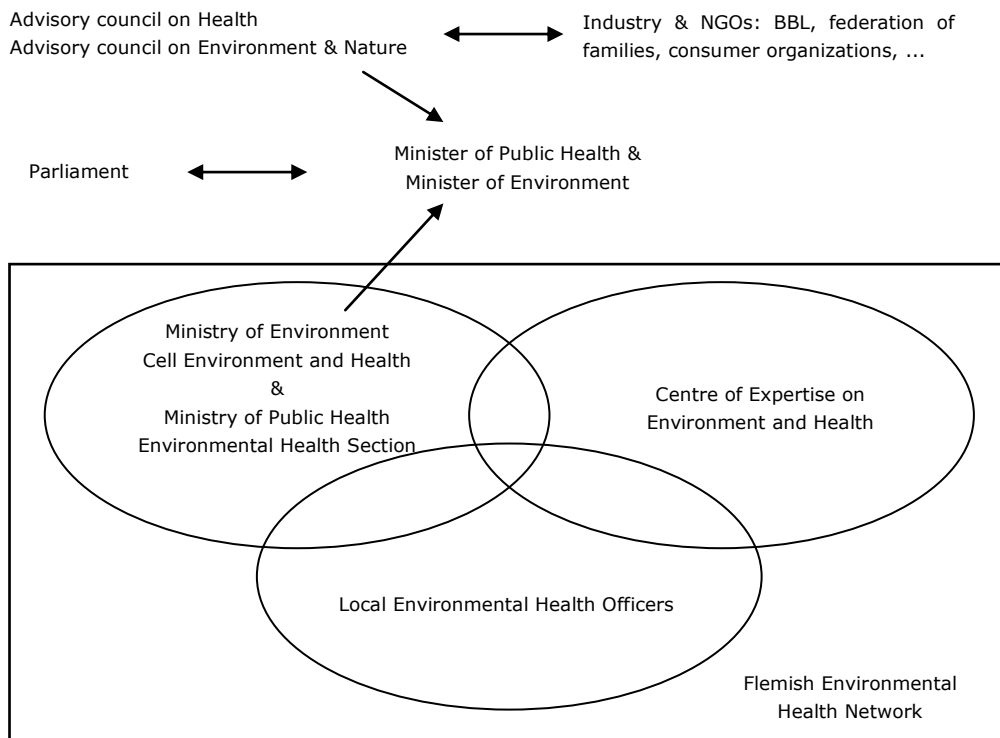 Advisory council on Health
Advisory council on Environment & Nature
Industry & NGOs: BBL, federation of
families, consumer organizations, ...
Parliament
Minister of Public Health &
Minister of Environment
Ministry of Environment
Cell Environment and Health
&
Ministry of Public Health
Environmental Health Section
Centre of Expertise on
Environment and Health
Local Environmental Health Officers
Flemish Environmental
Health Network